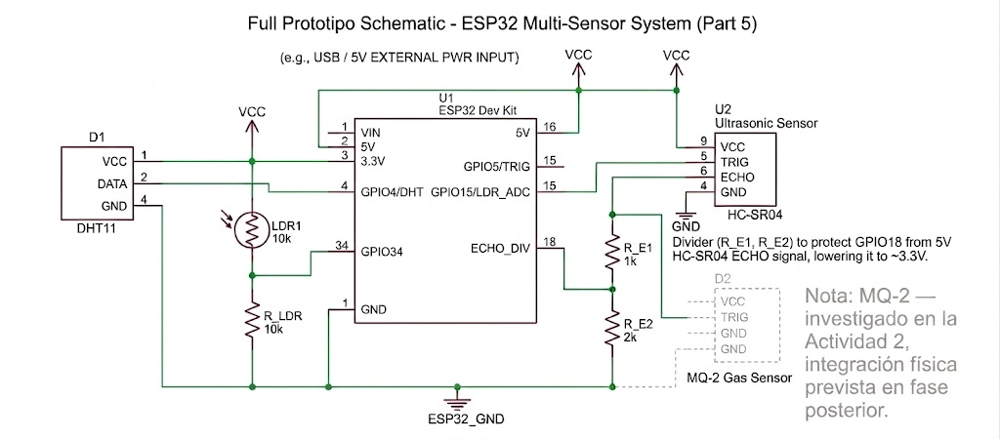 Full Prototipo Schematic - ESP32 Multi-Sensor System (Part 5)
(e.g., USB / 5V EXTERNAL PWR INPUT)
VCC
VCC
VCC
D1
VCC 1
DATA 2
GND 4
DHT11
LDR1
10k
R_LDR
10k
U1
ESP32 Dev Kit
1 VIN
2 5V
3 3.3V
4 GPIO4/DHT
34 GPIO34
1 GND
5V 16
GPIO5/TRIG 15
GPIO15/LDR_ADC 15
ECHO_DIV 18
U2
Ultrasonic Sensor
9 VCC
5 TRIG
6 ECHO
4 GND
HC-SR04
GND
Divider (R_E1, R_E2) to protect GPIO18 from 5V
HC-SR04 ECHO signal, lowering it to ~3.3V.
R_E1
1k
R_E2
2k
D2
VCC
TRIG
GND
GND
MQ-2 Gas Sensor
Nota: MQ-2 —
investigado en la
Actividad 2,
integración física
prevista en fase
posterior.
ESP32_GND